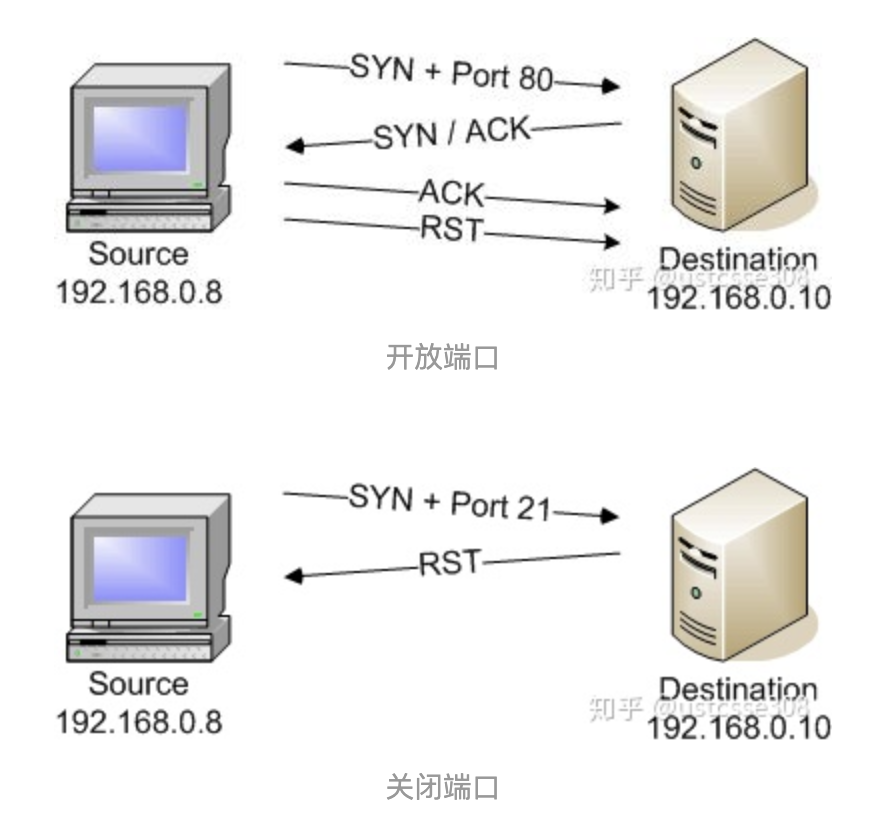 SYN + Port 80
SYN / ACK
ACK
RST
Source
192.168.0.8
Destination
192.168.0.10
知乎 @ustcsse308
开放端口
SYN + Port 21
RST
Source
192.168.0.8
Destination
192.168.0.10
知乎 @ustcsse308
关闭端口